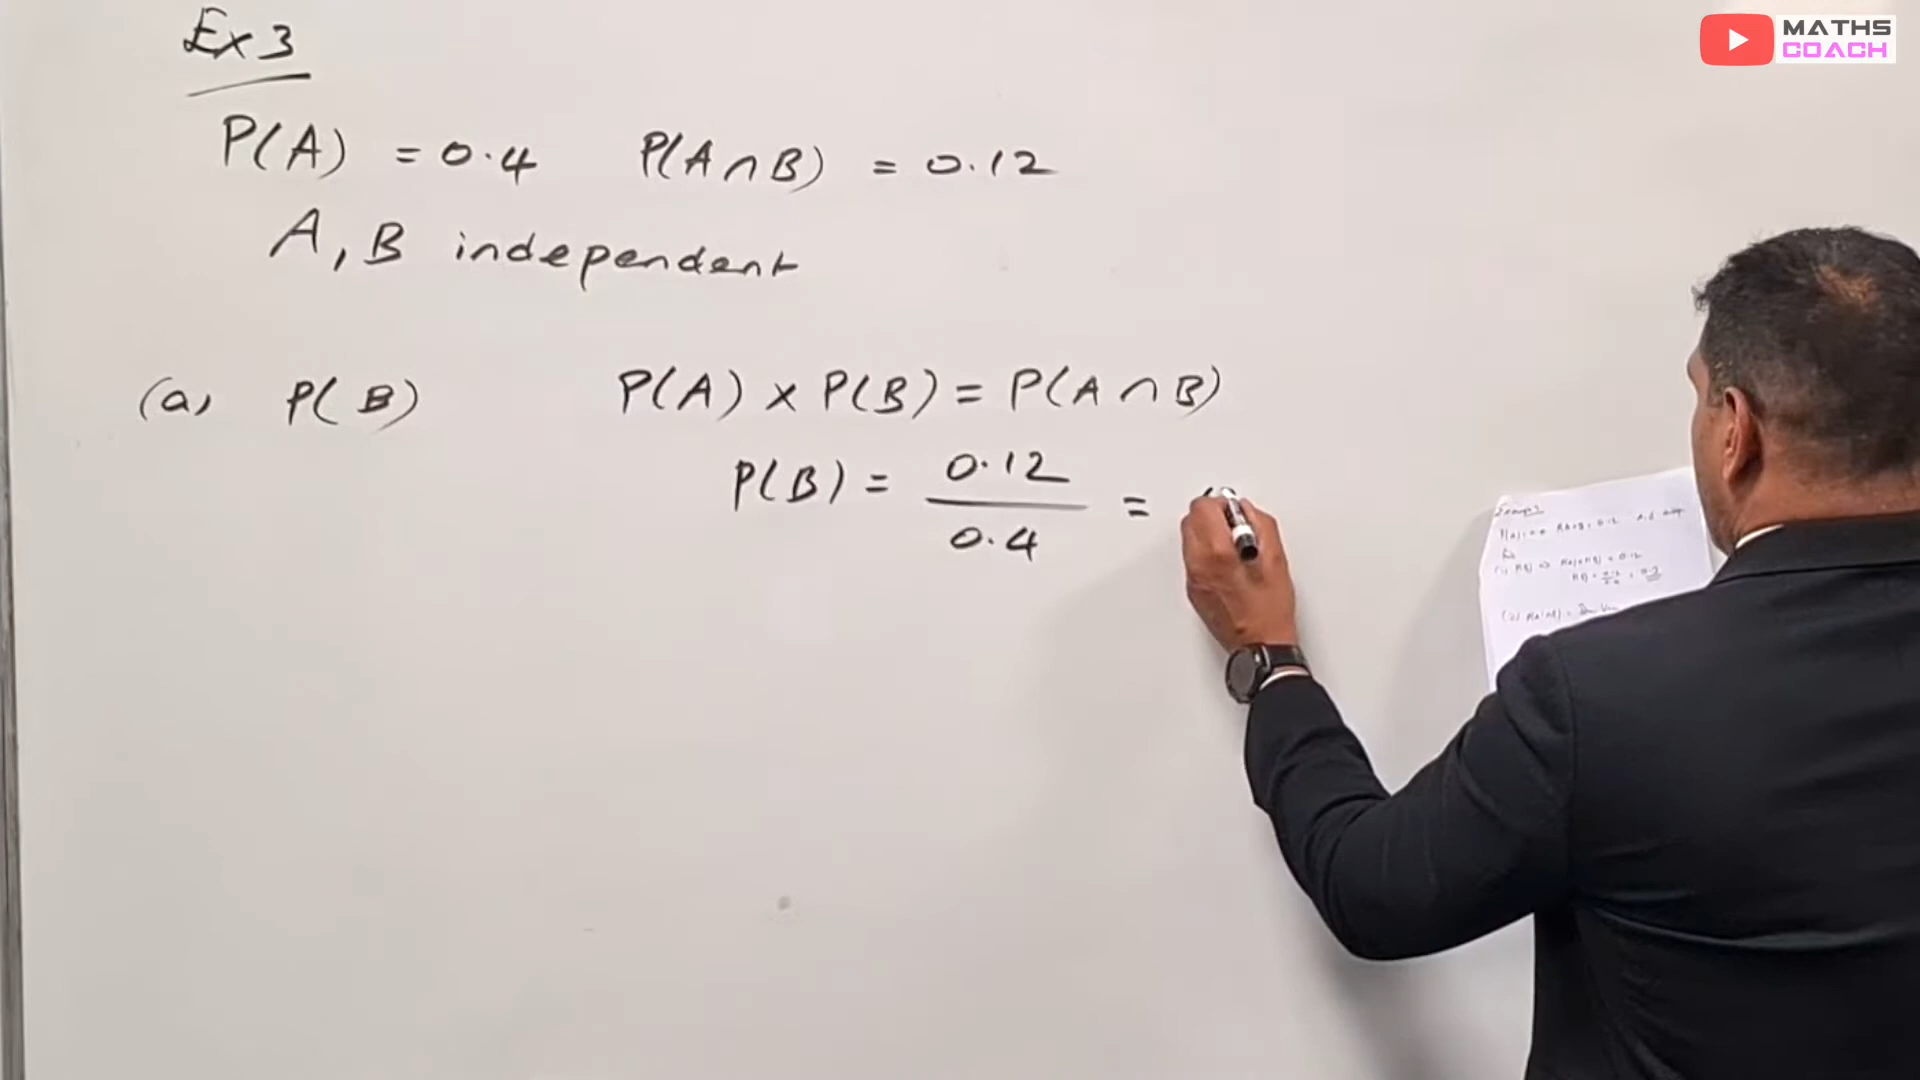 MATHS
COACH
Ex 3
P(A) = 0.4 P(A∩B) = 0.12
A, B independent
(a) P(B) P(A) × P(B) = P(A∩B)
P(B) = 0.12
0.4
=